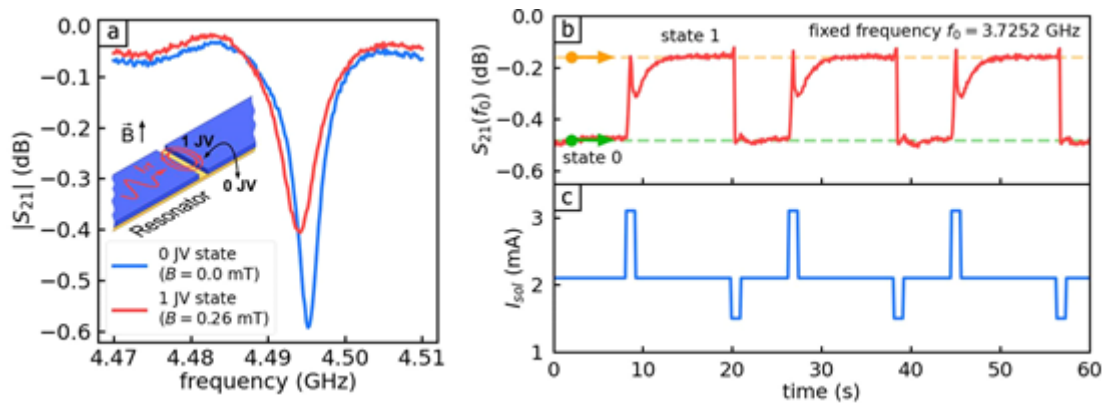 a
|S21| (dB)
0.0
−0.1
−0.2
−0.3
−0.4
−0.5
−0.6
B⃗
1 JV
0 JV
Resonator
0 JV state
(B = 0.0 mT)
1 JV state
(B = 0.26 mT)
4.47 4.48 4.49 4.50 4.51
frequency (GHz)
b
fixed frequency f0 = 3.7252 GHz
state 1
S21(f0) (dB)
0.0
−0.2
−0.4
−0.6
state 0
c
Isol (mA)
3
2
1
0 10 20 30 40 50 60
time (s)